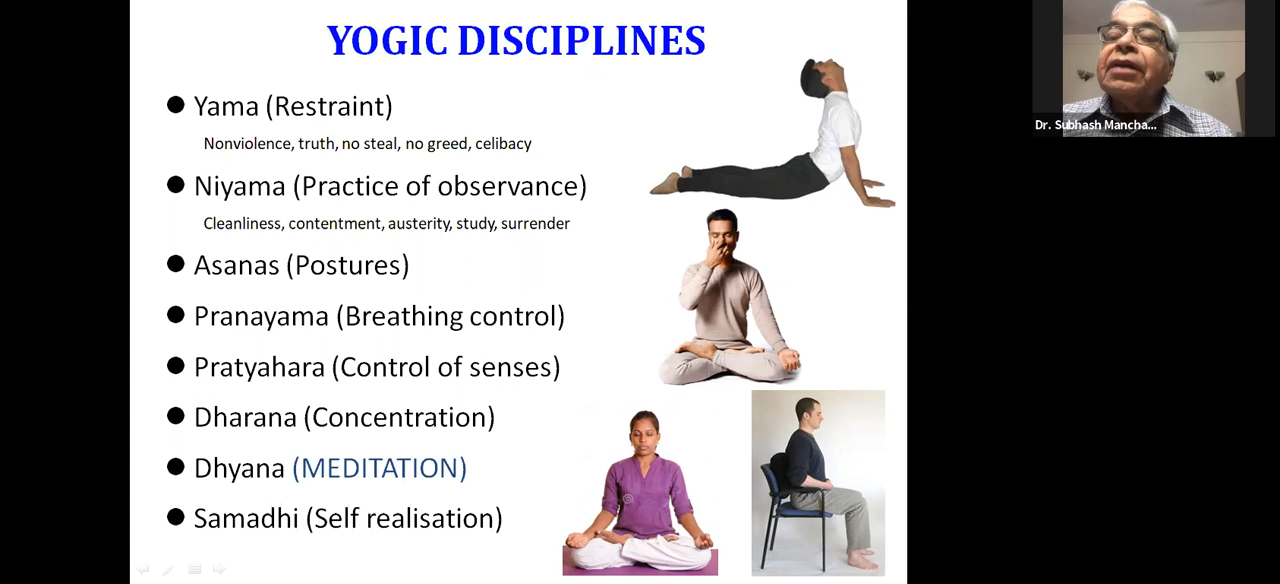 YOGIC DISCIPLINES
Yama (Restraint)
Nonviolence, truth, no steal, no greed, celibacy
Niyama (Practice of observance)
Cleanliness, contentment, austerity, study, surrender
Asanas (Postures)
Pranayama (Breathing control)
Pratyahara (Control of senses)
Dharana (Concentration)
Dhyana (MEDITATION)
Samadhi (Self realisation)
Dr. Subhash Mancha...